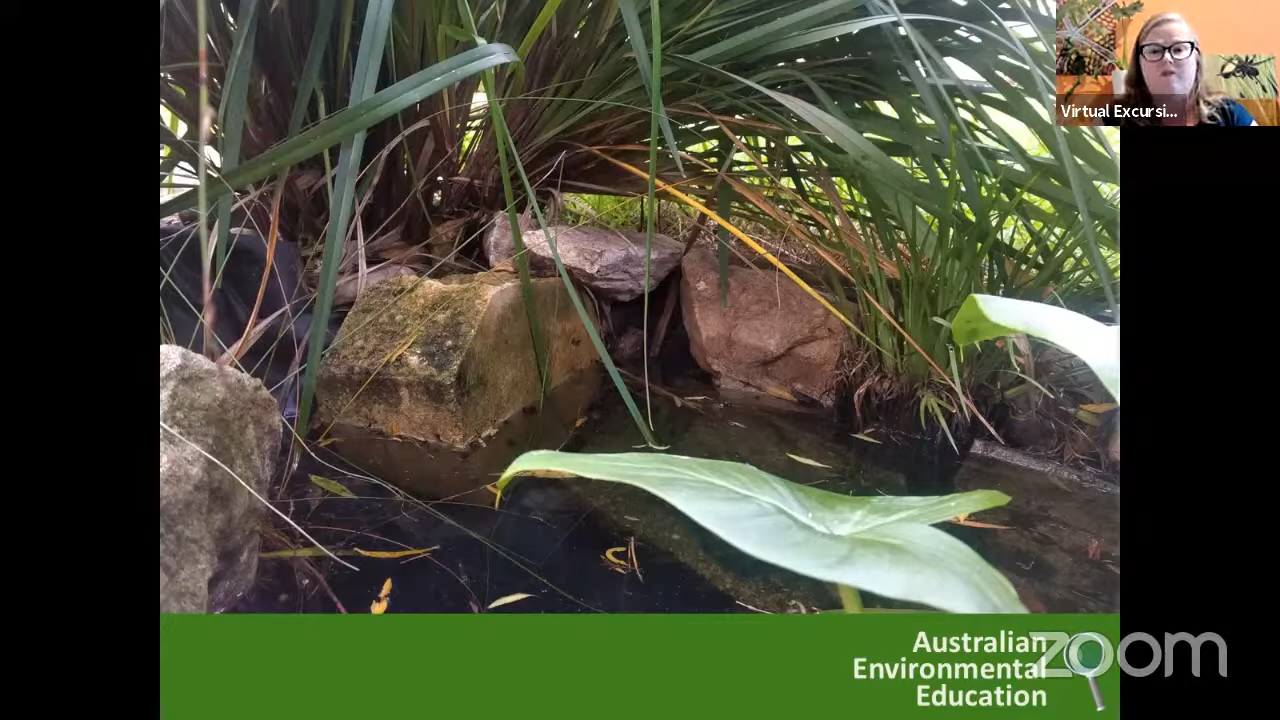 Virtual Excursi...
Australian
Environmental
Education
zoom